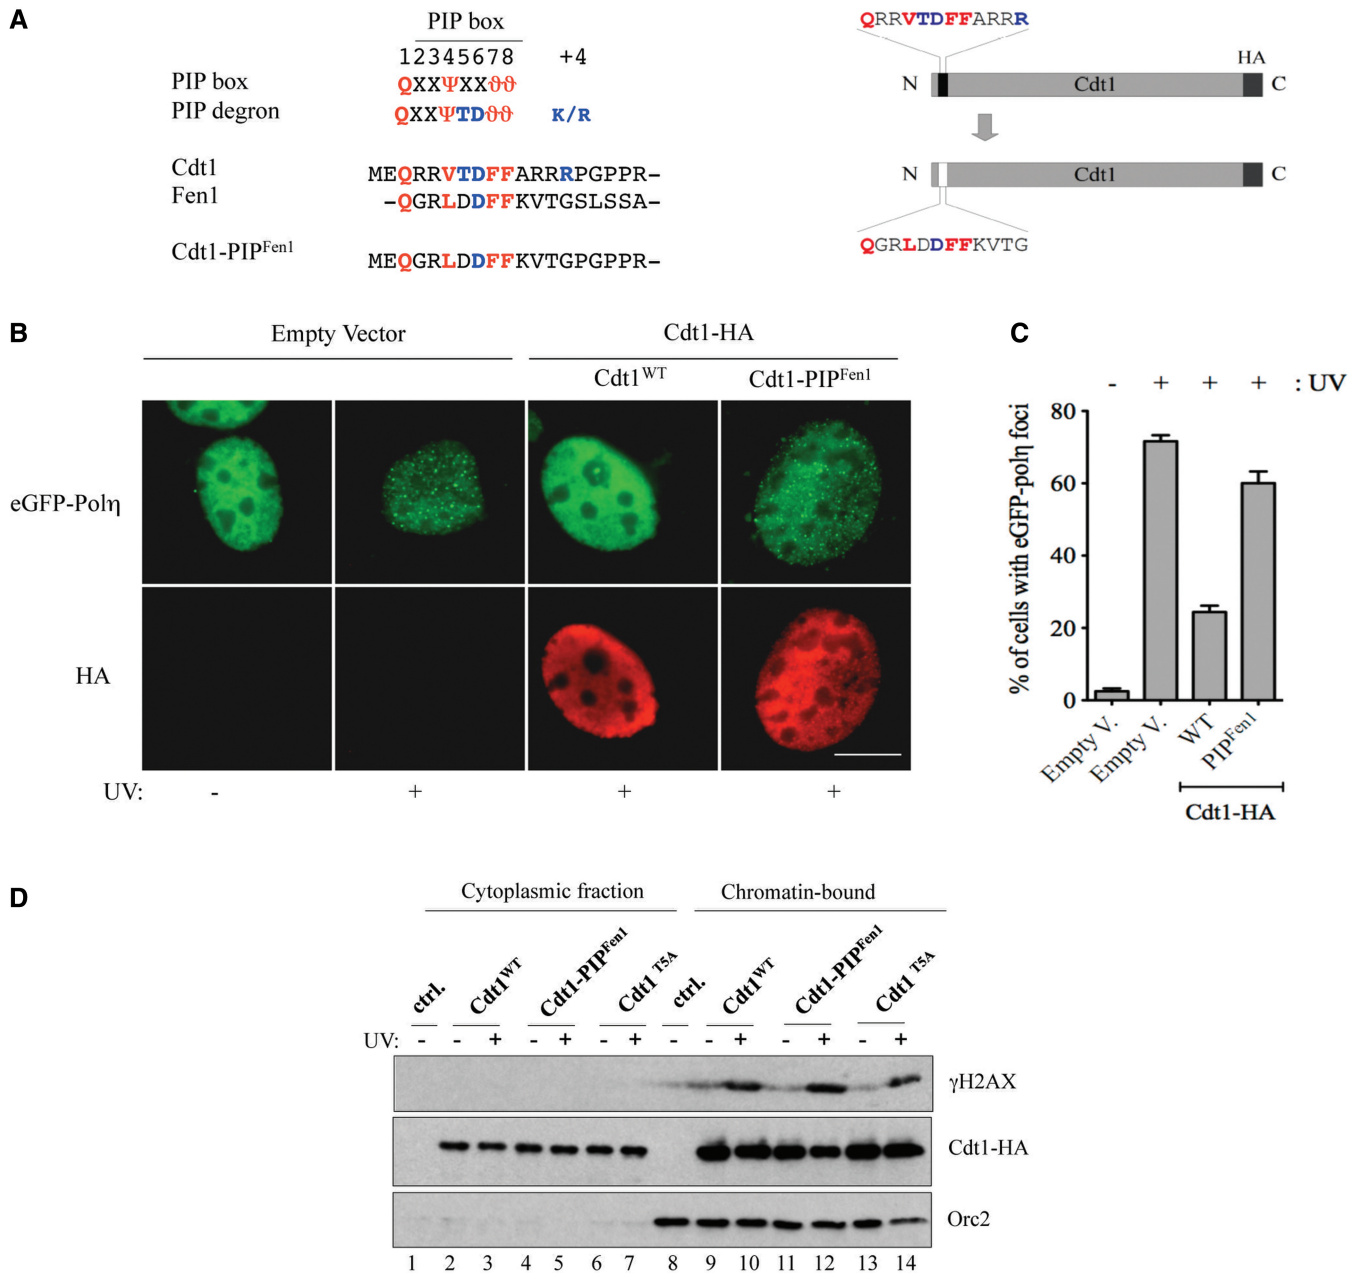 A
PIP box
12345678 +4
PIP box QXXΨXXϑϑ
PIP degron QXXΨTDϑϑ K/R
Cdt1 MEQRRVTDFFARRRPGPPR–
Fen1 –QGRLDDFFKVTGSLSSA–
Cdt1-PIPFen1 MEQGRLDDFFKVTGPGPPR–
QRRVTDFFARRR
HA
N Cdt1 C
N Cdt1 C
QGRLDDFFKVTG
B
Empty Vector Cdt1-HA
Cdt1WT Cdt1-PIPFen1
eGFP-Polη
HA
UV: - + + +
C
- + + + : UV
% of cells with eGFP-polη foci
80
60
40
20
0
Empty V. Empty V. WT PIPFen1
Cdt1-HA
D
Cytoplasmic fraction Chromatin-bound
ctrl. Cdt1WT Cdt1-PIPFen1 Cdt1 T5A ctrl. Cdt1WT Cdt1-PIPFen1 Cdt1 T5A
UV: - - + - + - + - - + - + - +
γH2AX
Cdt1-HA
Orc2
1 2 3 4 5 6 7 8 9 10 11 12 13 14